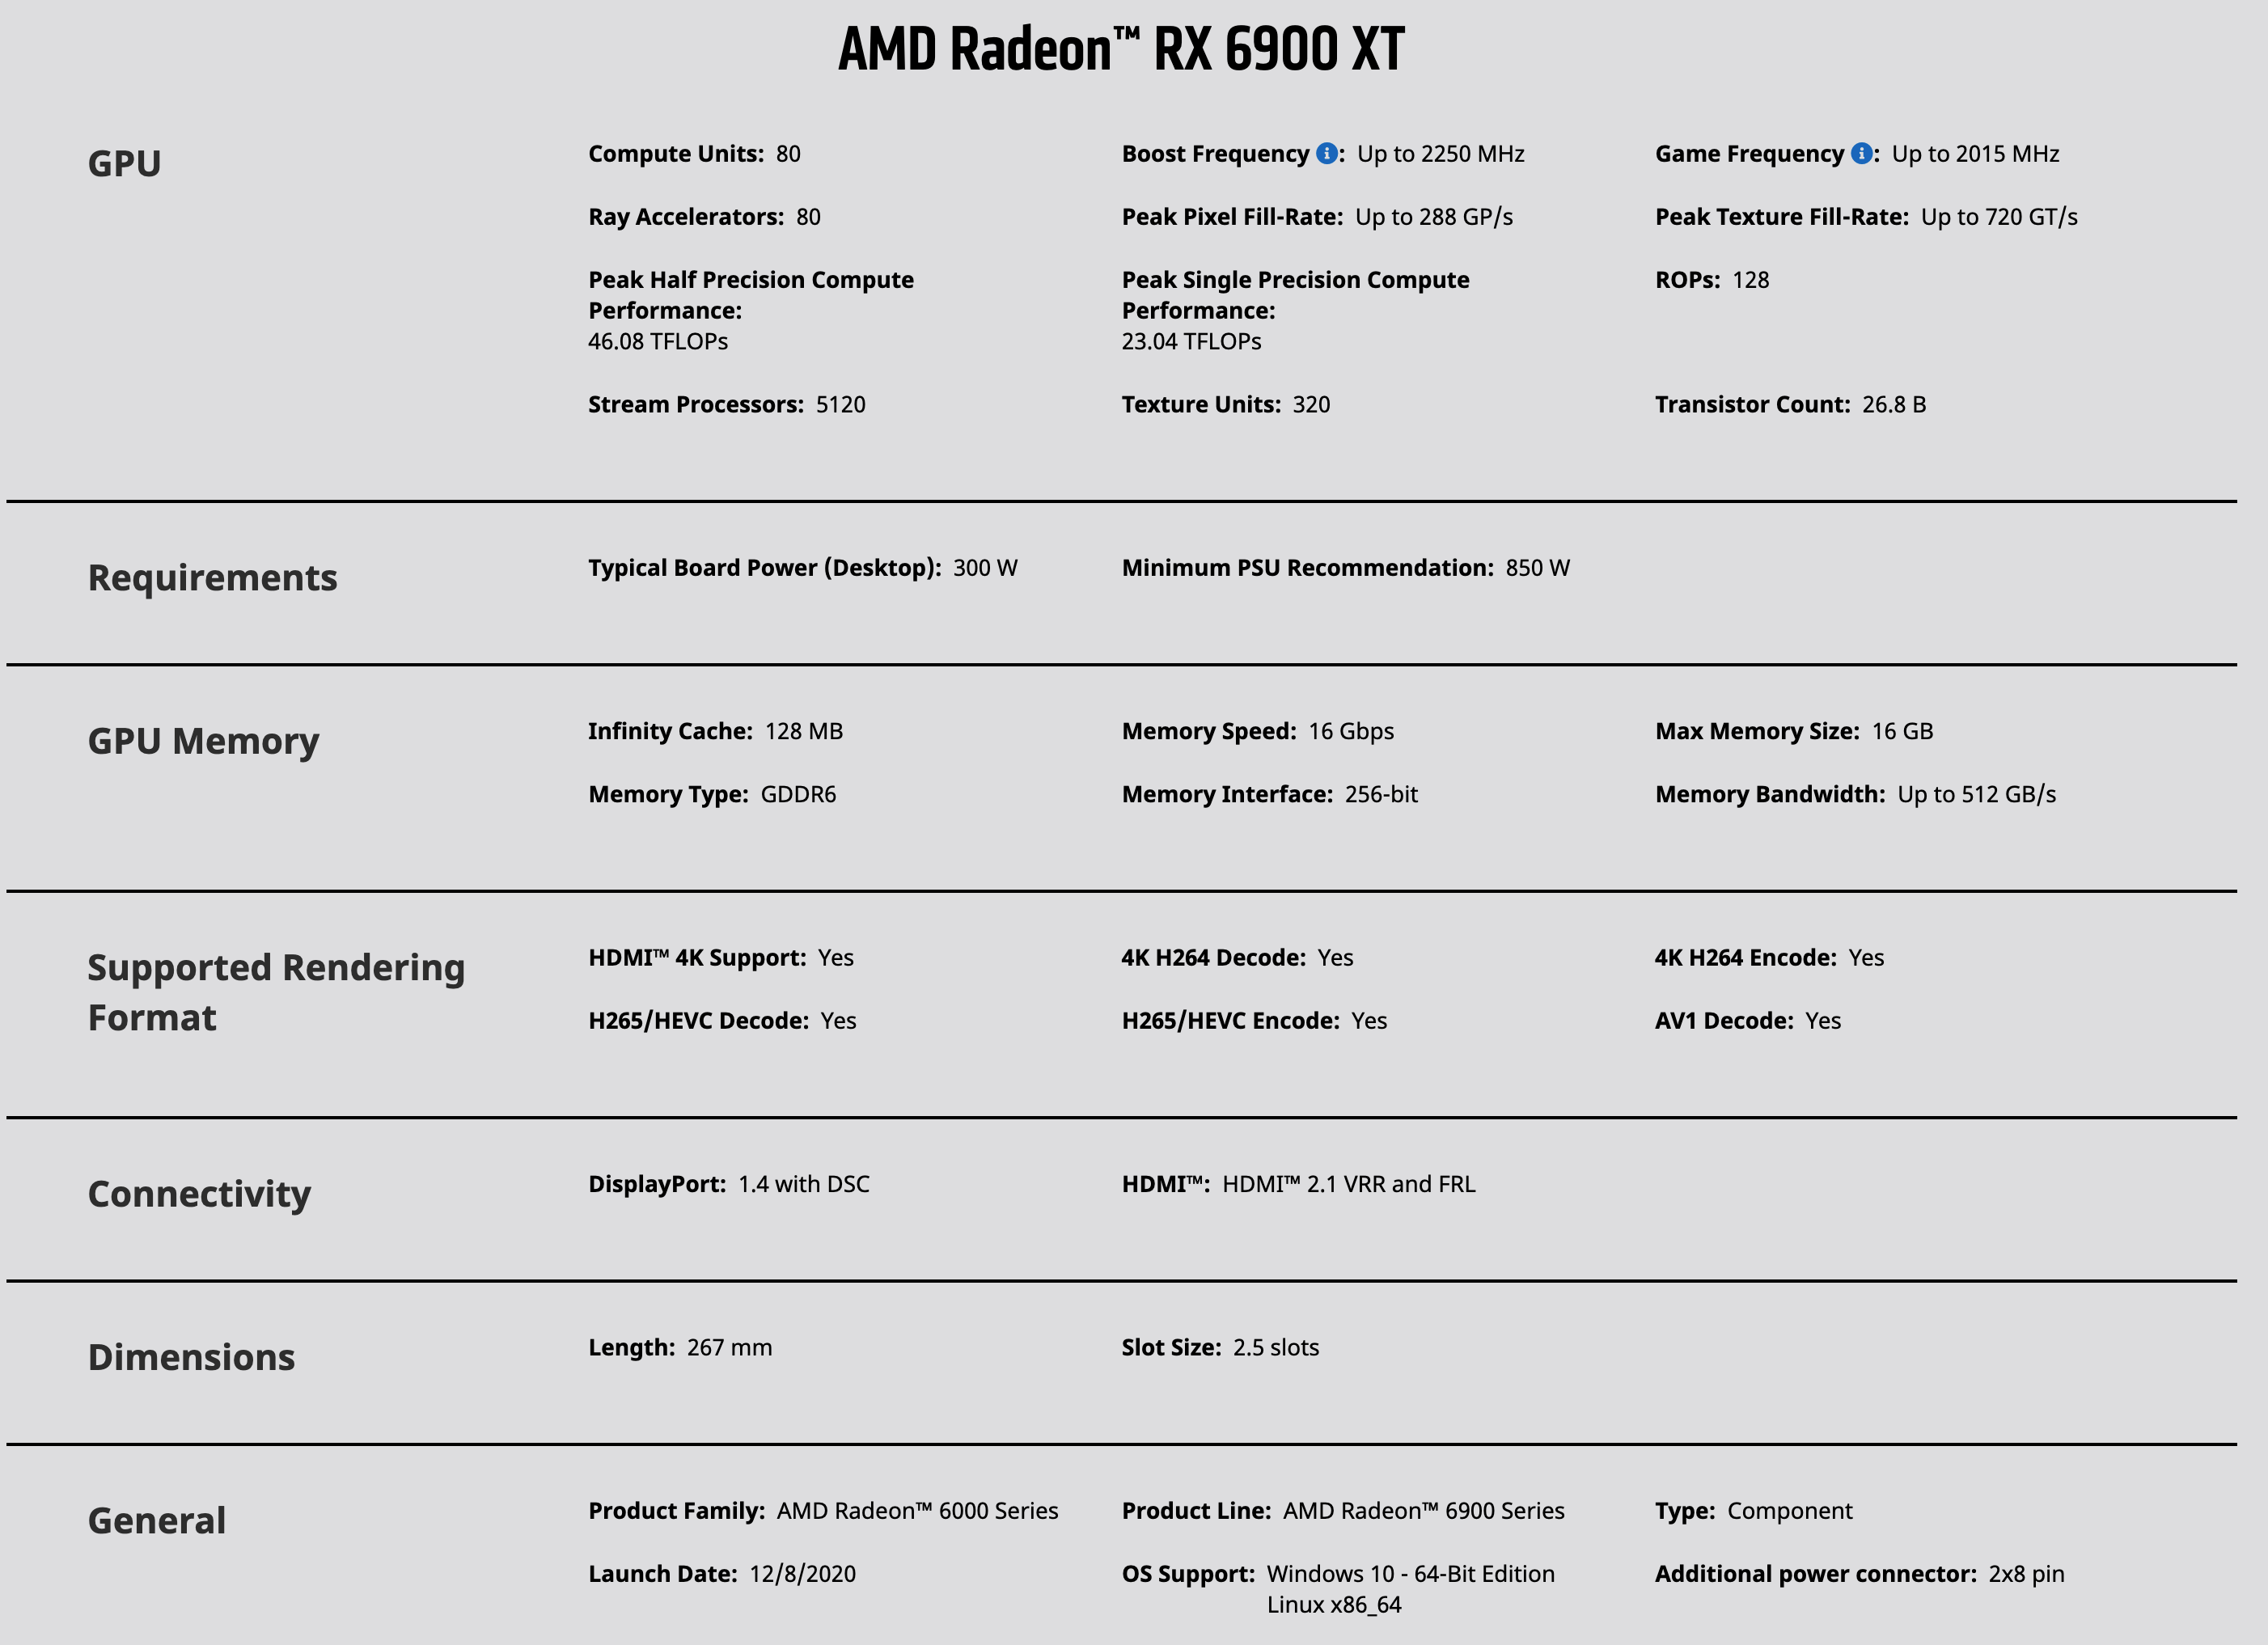 AMD Radeon™ RX 6900 XT
GPU
Compute Units: 80
Boost Frequency : Up to 2250 MHz
Game Frequency : Up to 2015 MHz
Ray Accelerators: 80
Peak Pixel Fill-Rate: Up to 288 GP/s
Peak Texture Fill-Rate: Up to 720 GT/s
Peak Half Precision Compute
Performance:
46.08 TFLOPs
Peak Single Precision Compute
Performance:
23.04 TFLOPs
ROPs: 128
Stream Processors: 5120
Texture Units: 320
Transistor Count: 26.8 B
Requirements
Typical Board Power (Desktop): 300 W
Minimum PSU Recommendation: 850 W
GPU Memory
Infinity Cache: 128 MB
Memory Speed: 16 Gbps
Max Memory Size: 16 GB
Memory Type: GDDR6
Memory Interface: 256-bit
Memory Bandwidth: Up to 512 GB/s
Supported Rendering
Format
HDMI™ 4K Support: Yes
4K H264 Decode: Yes
4K H264 Encode: Yes
H265/HEVC Decode: Yes
H265/HEVC Encode: Yes
AV1 Decode: Yes
Connectivity
DisplayPort: 1.4 with DSC
HDMI™: HDMI™ 2.1 VRR and FRL
Dimensions
Length: 267 mm
Slot Size: 2.5 slots
General
Product Family: AMD Radeon™ 6000 Series
Product Line: AMD Radeon™ 6900 Series
Type: Component
Launch Date: 12/8/2020
OS Support: Windows 10 - 64-Bit Edition
Linux x86_64
Additional power connector: 2x8 pin